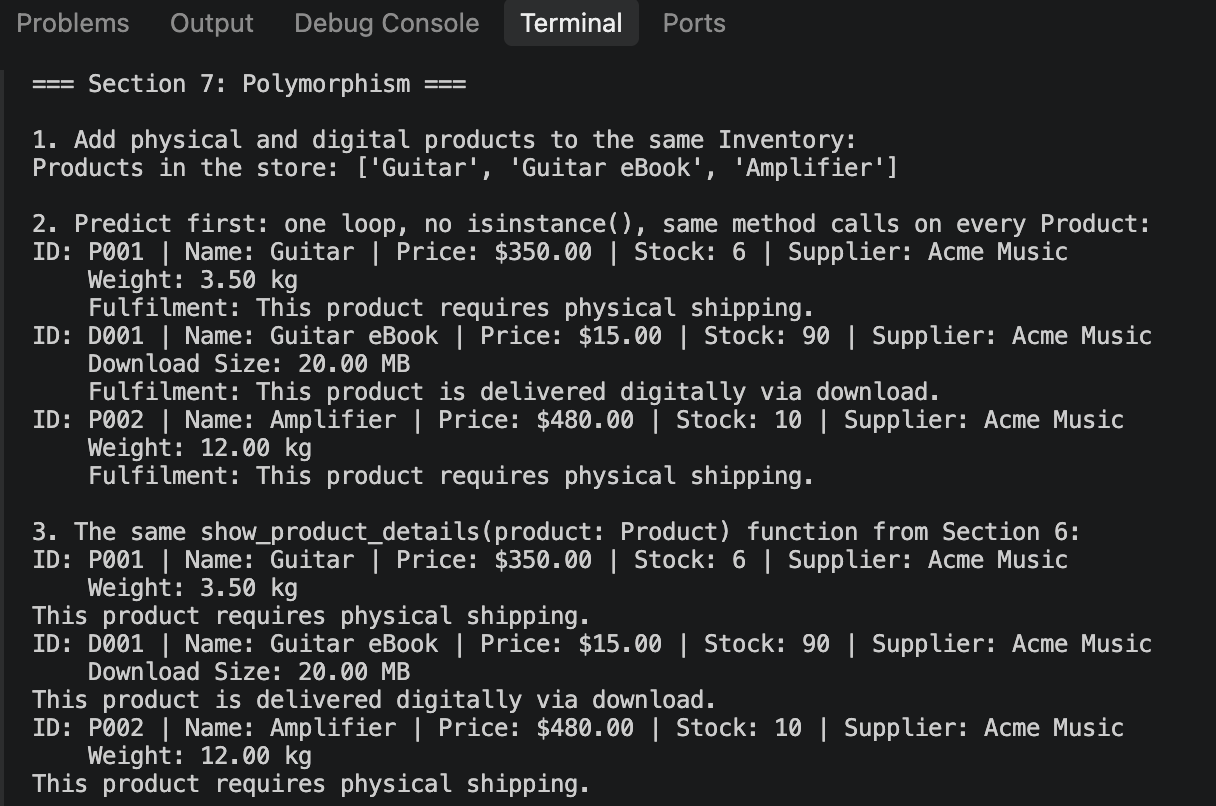 Problems Output Debug Console Terminal Ports
=== Section 7: Polymorphism ===
1. Add physical and digital products to the same Inventory:
Products in the store: ['Guitar', 'Guitar eBook', 'Amplifier']
2. Predict first: one loop, no isinstance(), same method calls on every Product:
ID: P001 | Name: Guitar | Price: $350.00 | Stock: 6 | Supplier: Acme Music
    Weight: 3.50 kg
    Fulfilment: This product requires physical shipping.
ID: D001 | Name: Guitar eBook | Price: $15.00 | Stock: 90 | Supplier: Acme Music
    Download Size: 20.00 MB
    Fulfilment: This product is delivered digitally via download.
ID: P002 | Name: Amplifier | Price: $480.00 | Stock: 10 | Supplier: Acme Music
    Weight: 12.00 kg
    Fulfilment: This product requires physical shipping.
3. The same show_product_details(product: Product) function from Section 6:
ID: P001 | Name: Guitar | Price: $350.00 | Stock: 6 | Supplier: Acme Music
    Weight: 3.50 kg
This product requires physical shipping.
ID: D001 | Name: Guitar eBook | Price: $15.00 | Stock: 90 | Supplier: Acme Music
    Download Size: 20.00 MB
This product is delivered digitally via download.
ID: P002 | Name: Amplifier | Price: $480.00 | Stock: 10 | Supplier: Acme Music
    Weight: 12.00 kg
This product requires physical shipping.